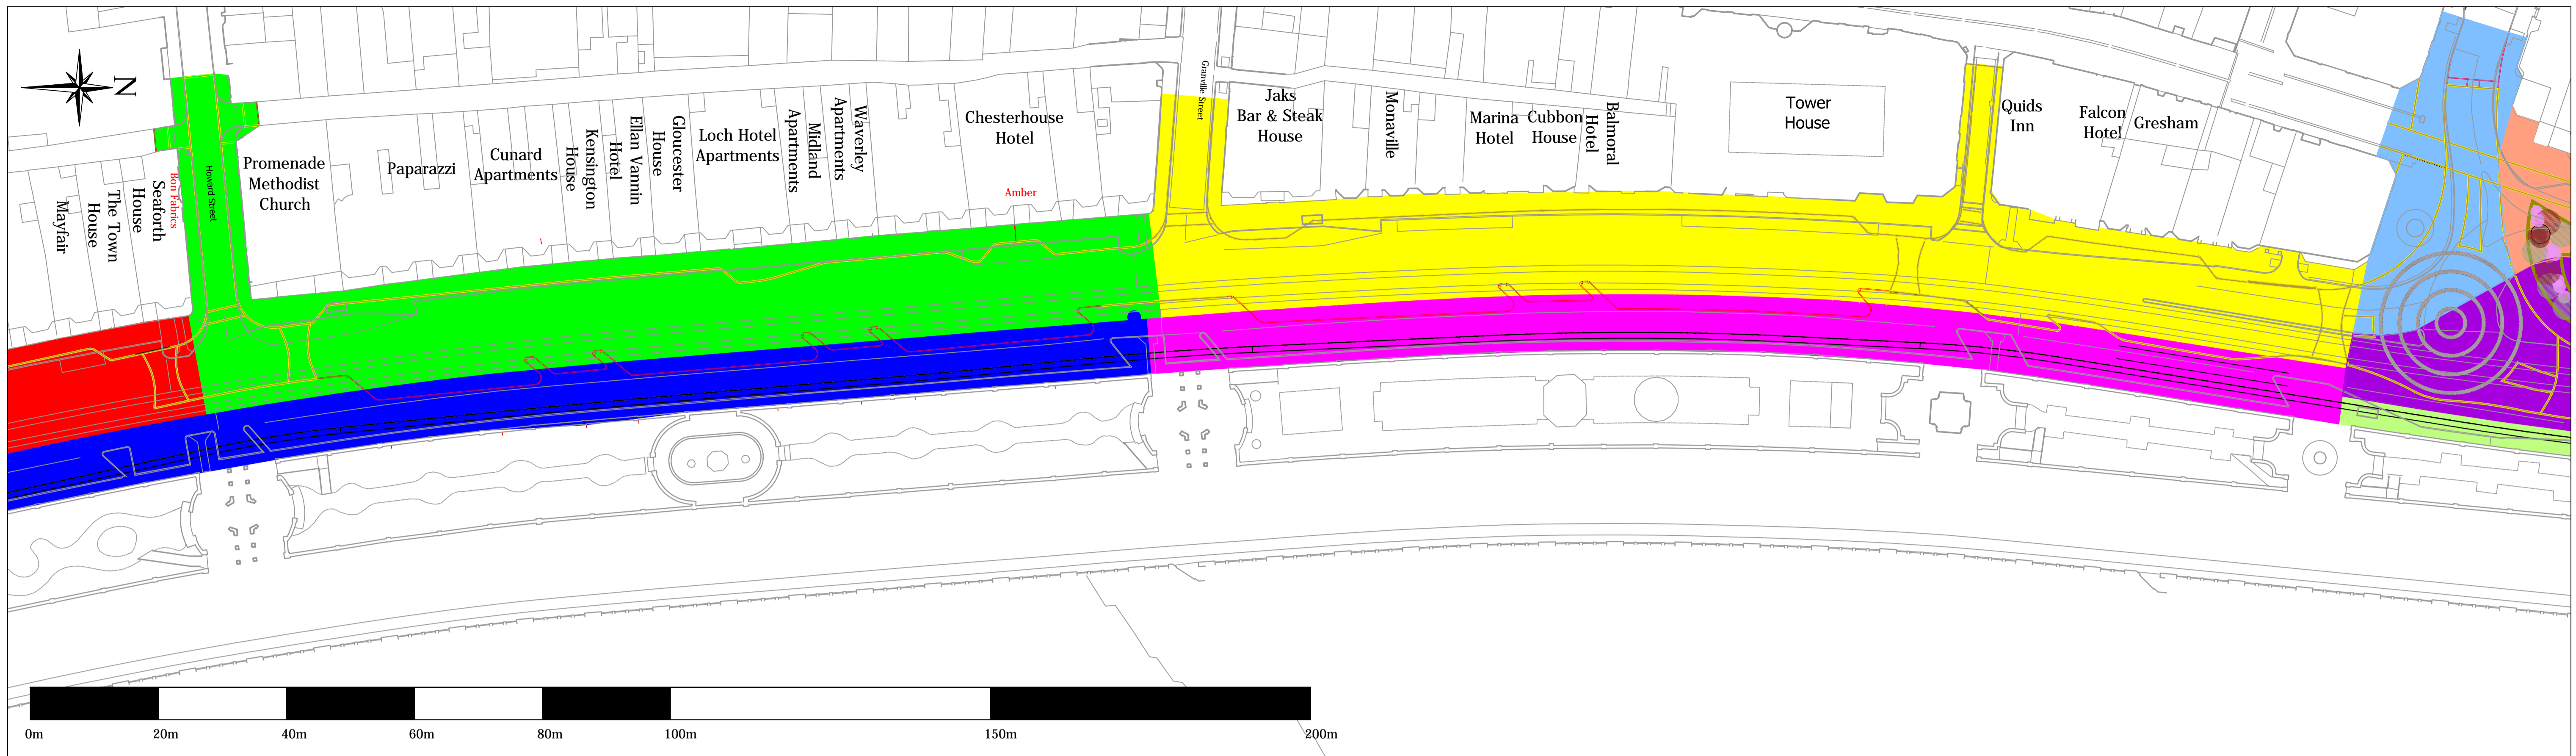 N
Mayfair
The Town
House
Seaforth
House
Bon Fabrics
Howard Street
Promenade
Methodist
Church
Paparazzi
Cunard
Apartments
Kensington
House
Ellan Vannin
Hotel
Gloucester
House
Loch Hotel
Apartments
Midland
Apartments
Waverley
Apartments
Chesterhouse
Hotel
Amber
Granville Street
Jaks
Bar & Steak
House
Monaville
Marina
Hotel
Cubbon
House
Balmoral
Hotel
Tower
House
Quids
Inn
Falcon
Hotel
Gresham
0m
20m
40m
60m
80m
100m
150m
200m